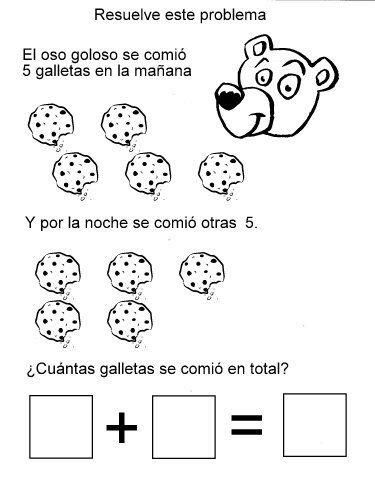 Resuelve este problema
El oso goloso se comió
5 galletas en la mañana
Y por la noche se comió otras 5.
¿Cuántas galletas se comió en total?
+ =